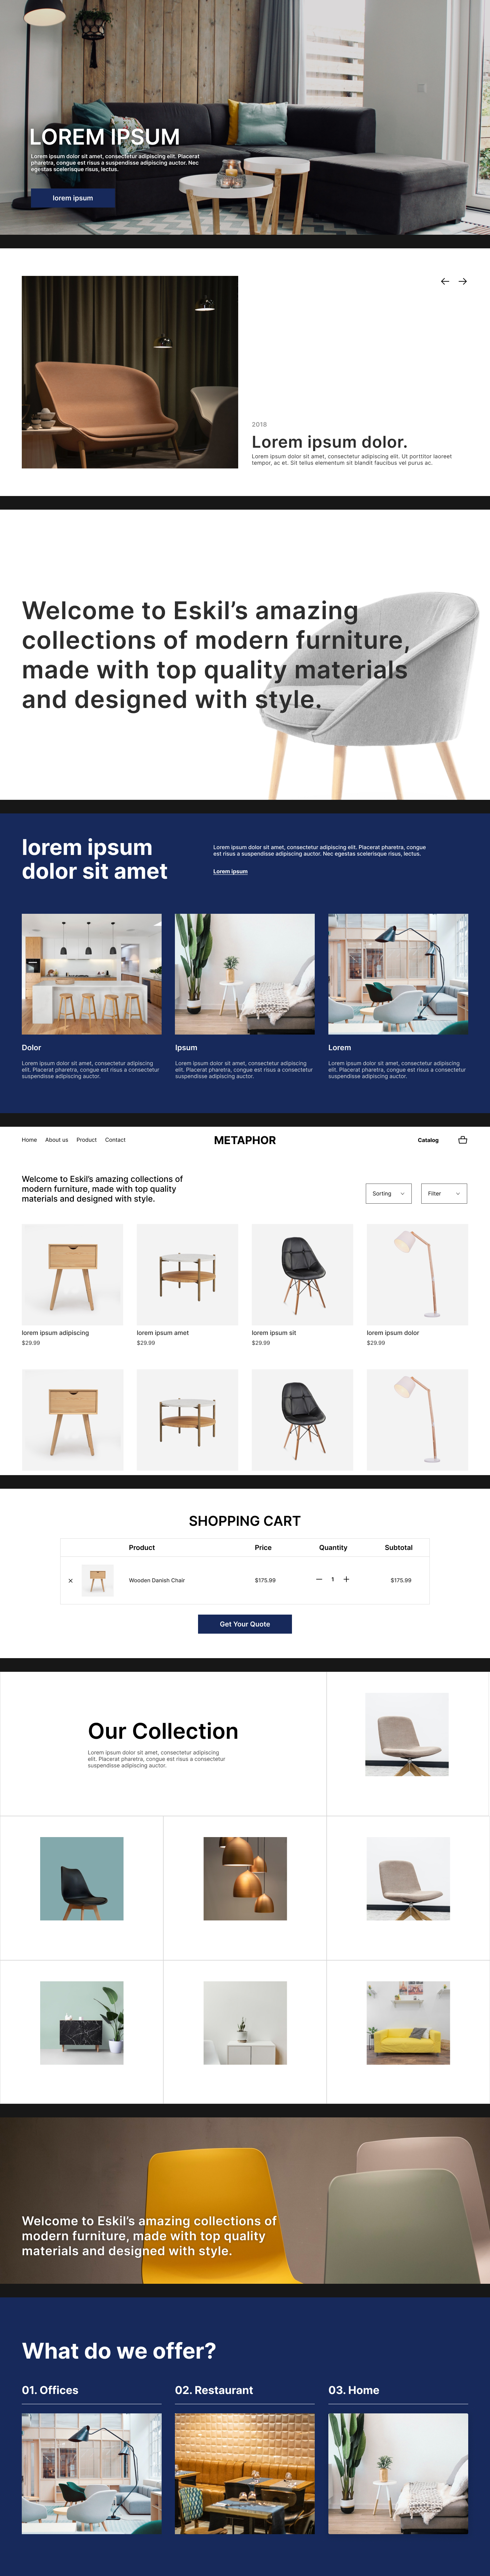 LOREM IPSUM
Lorem ipsum dolor sit amet, consectetur adipiscing elit. Placerat
pharetra, congue est risus a suspendisse adipiscing auctor. Nec
egestas scelerisque risus, lectus.
lorem ipsum
2018
Lorem ipsum dolor.
Lorem ipsum dolor sit amet, consectetur adipiscing elit. Ut porttitor laoreet
tempor, ac et. Sit tellus elementum sit blandit faucibus vel purus ac.
Welcome to Eskil’s amazing
collections of modern furniture,
made with top quality materials
and designed with style.
lorem ipsum
dolor sit amet
Lorem ipsum dolor sit amet, consectetur adipiscing elit. Placerat pharetra, congue
est risus a suspendisse adipiscing auctor. Nec egestas scelerisque risus, lectus.
Lorem ipsum
Dolor
Lorem ipsum dolor sit amet, consectetur adipiscing
elit. Placerat pharetra, congue est risus a consectetur
suspendisse adipiscing auctor.
Ipsum
Lorem ipsum dolor sit amet, consectetur adipiscing
elit. Placerat pharetra, congue est risus a consectetur
suspendisse adipiscing auctor.
Lorem
Lorem ipsum dolor sit amet, consectetur adipiscing
elit. Placerat pharetra, congue est risus a consectetur
suspendisse adipiscing auctor.
Home About us Product Contact METAPHOR Catalog
Welcome to Eskil’s amazing collections of
modern furniture, made with top quality
materials and designed with style.
Sorting Filter
lorem ipsum adipiscing
$29.99
lorem ipsum amet
$29.99
lorem ipsum sit
$29.99
lorem ipsum dolor
$29.99
SHOPPING CART
Product Price Quantity Subtotal
× Wooden Danish Chair $175.99 — 1 + $175.99
Get Your Quote
Our Collection
Lorem ipsum dolor sit amet, consectetur adipiscing
elit. Placerat pharetra, congue est risus a consectetur
suspendisse adipiscing auctor.
Welcome to Eskil’s amazing collections of
modern furniture, made with top quality
materials and designed with style.
What do we offer?
01. Offices
02. Restaurant
03. Home